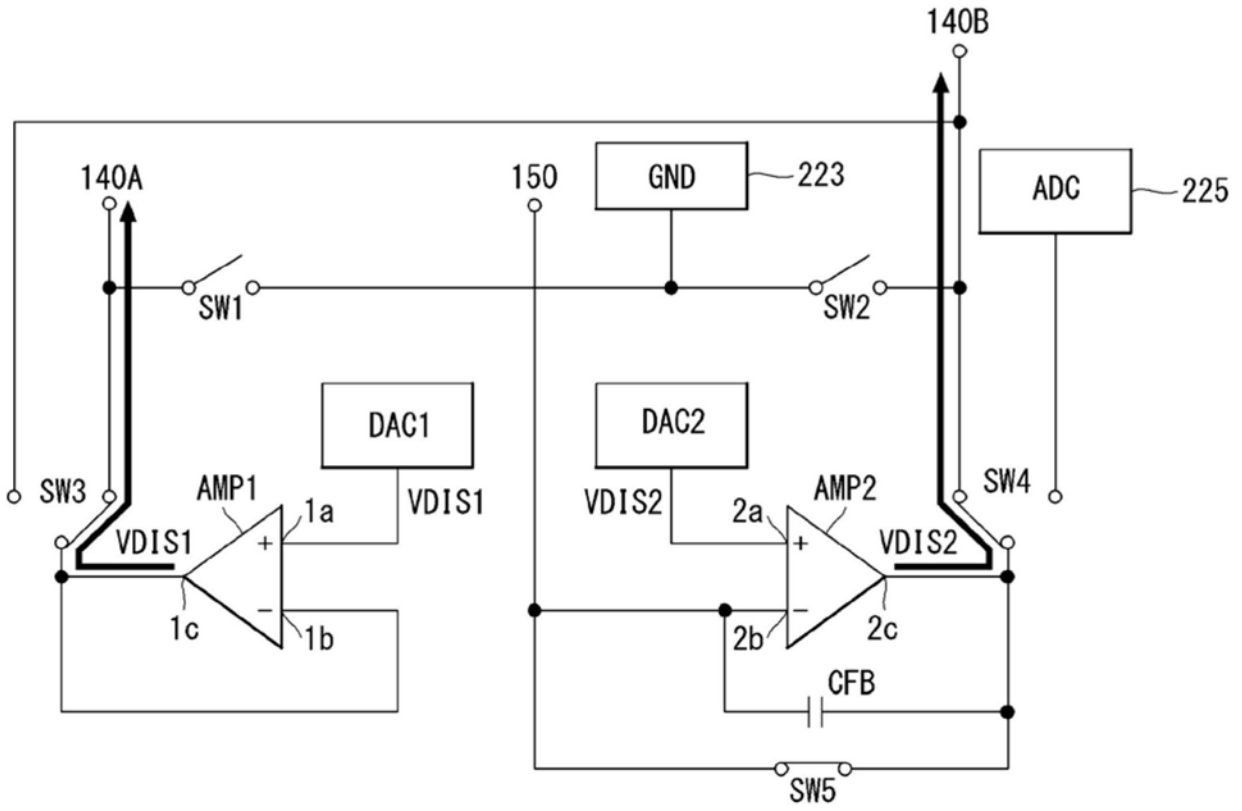 140B
140A
150
GND
223
ADC
225
SW1
SW2
DAC1
DAC2
SW3
AMP1
1a
VDIS1
VDIS2
2a
AMP2
SW4
VDIS1
+
+
VDIS2
1c
−
1b
2b
−
2c
CFB
SW5